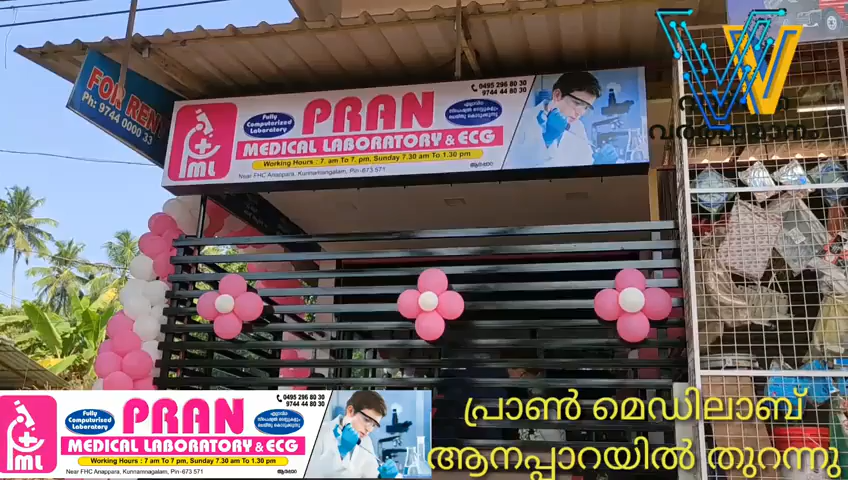 FOR RENT
Ph: 9744 0000 33
PML
Fully
Computerized
Laboratory
PRAN
0495 296 80 30
9744 44 80 30
MEDICAL LABORATORY & ECG
Working Hours : 7 am To 7, pm, Sunday 7.30 am To 1.30 pm
Near FHC Anappara, Kunnamangalam, Pin-673 571
വർത്തമാനം
PML
Fully
Computerized
Laboratory
PRAN
0495 296 80 30
9744 44 80 30
MEDICAL LABORATORY & ECG
Working Hours : 7 am To 7 pm, Sunday 7.30 am To 1.30 pm
Near FHC Anappara, Kunnamangalam, Pin-673 571
പ്രാൺ മെഡിലാബ്
ആനപ്പാറയിൽ തുറന്നു